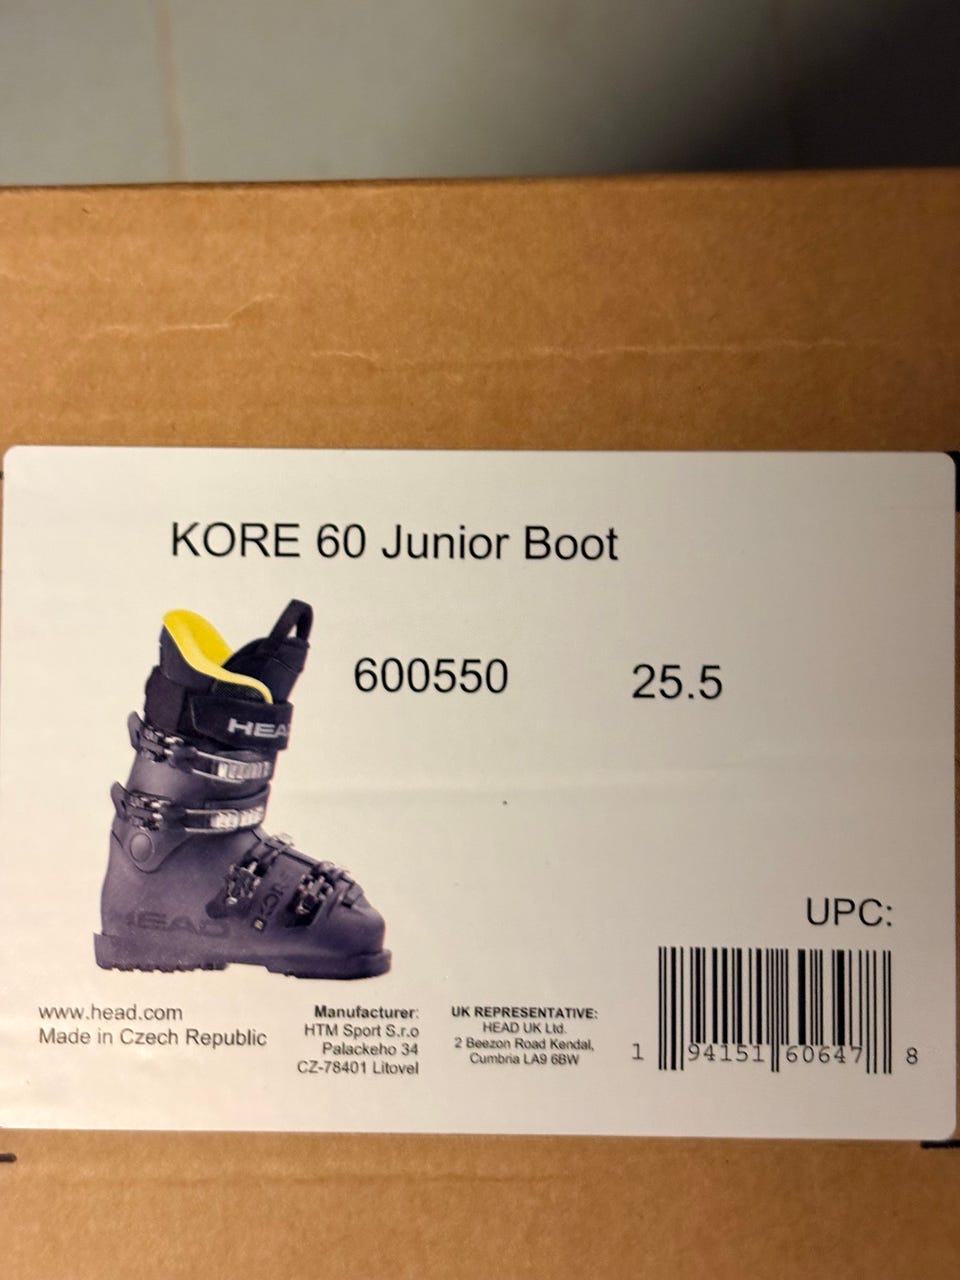 KORE 60 Junior Boot
600550 25.5
HEAD
HEAD
KORE
UPC:
www.head.com
Made in Czech Republic
Manufacturer:
HTM Sport S.r.o
Palackeho 34
CZ-78401 Litovel
UK REPRESENTATIVE:
HEAD UK Ltd.
2 Beezon Road Kendal,
Cumbria LA9 6BW
1 94151 60647 8